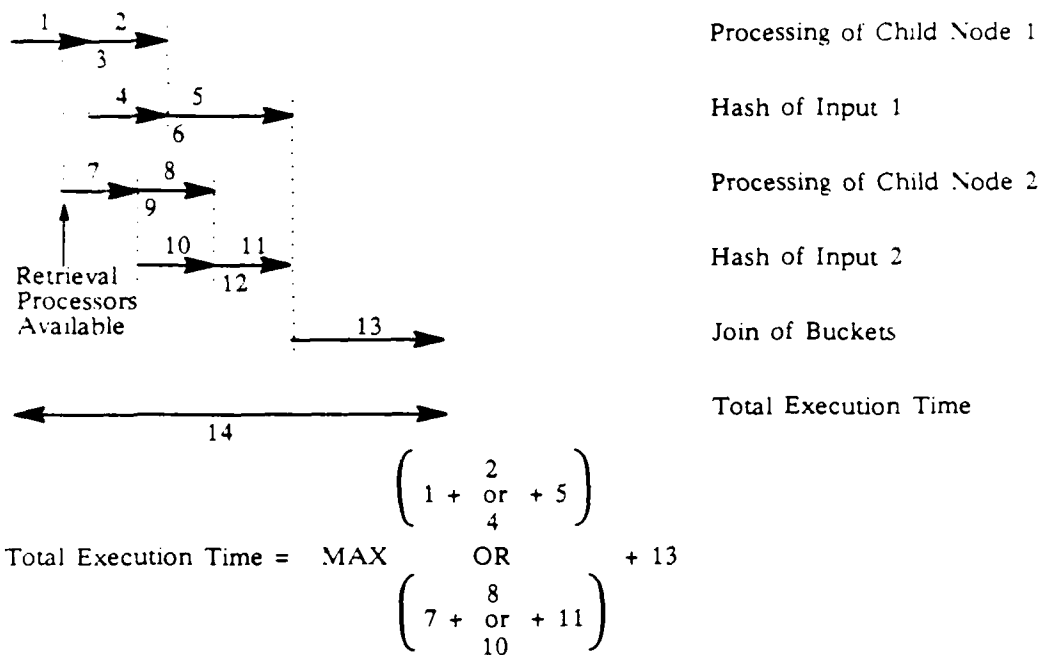 1 2
3
Processing of Child Node 1
4 5
6
Hash of Input 1
7 8
9
Processing of Child Node 2
10 11
12
Hash of Input 2
Retrieval
Processors
Available
13
Join of Buckets
14
Total Execution Time
2
1 + or + 5
4
Total Execution Time = MAX OR + 13
8
7 + or + 11
10